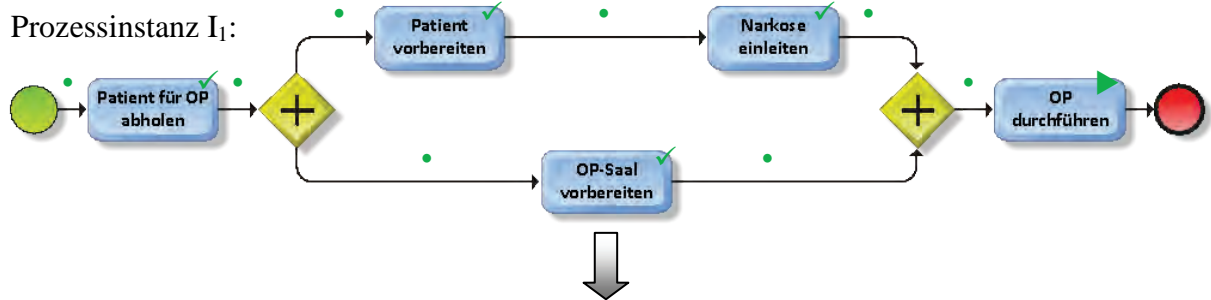 Prozessinstanz I₁:
Patient für OP
abholen
Patient
vorbereiten
Narkose
einleiten
OP-Saal
vorbereiten
OP
durchführen